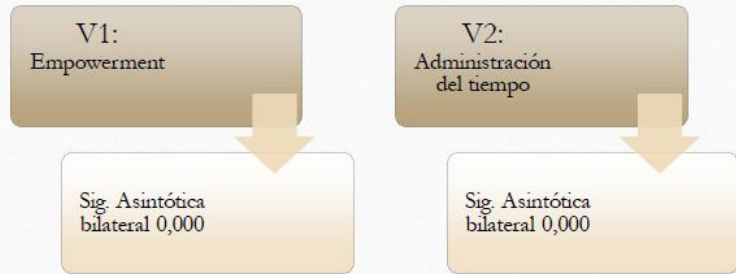 V1:
Empowerment
Sig. Asintótica
bilateral 0,000
V2:
Administración
del tiempo
Sig. Asintótica
bilateral 0,000